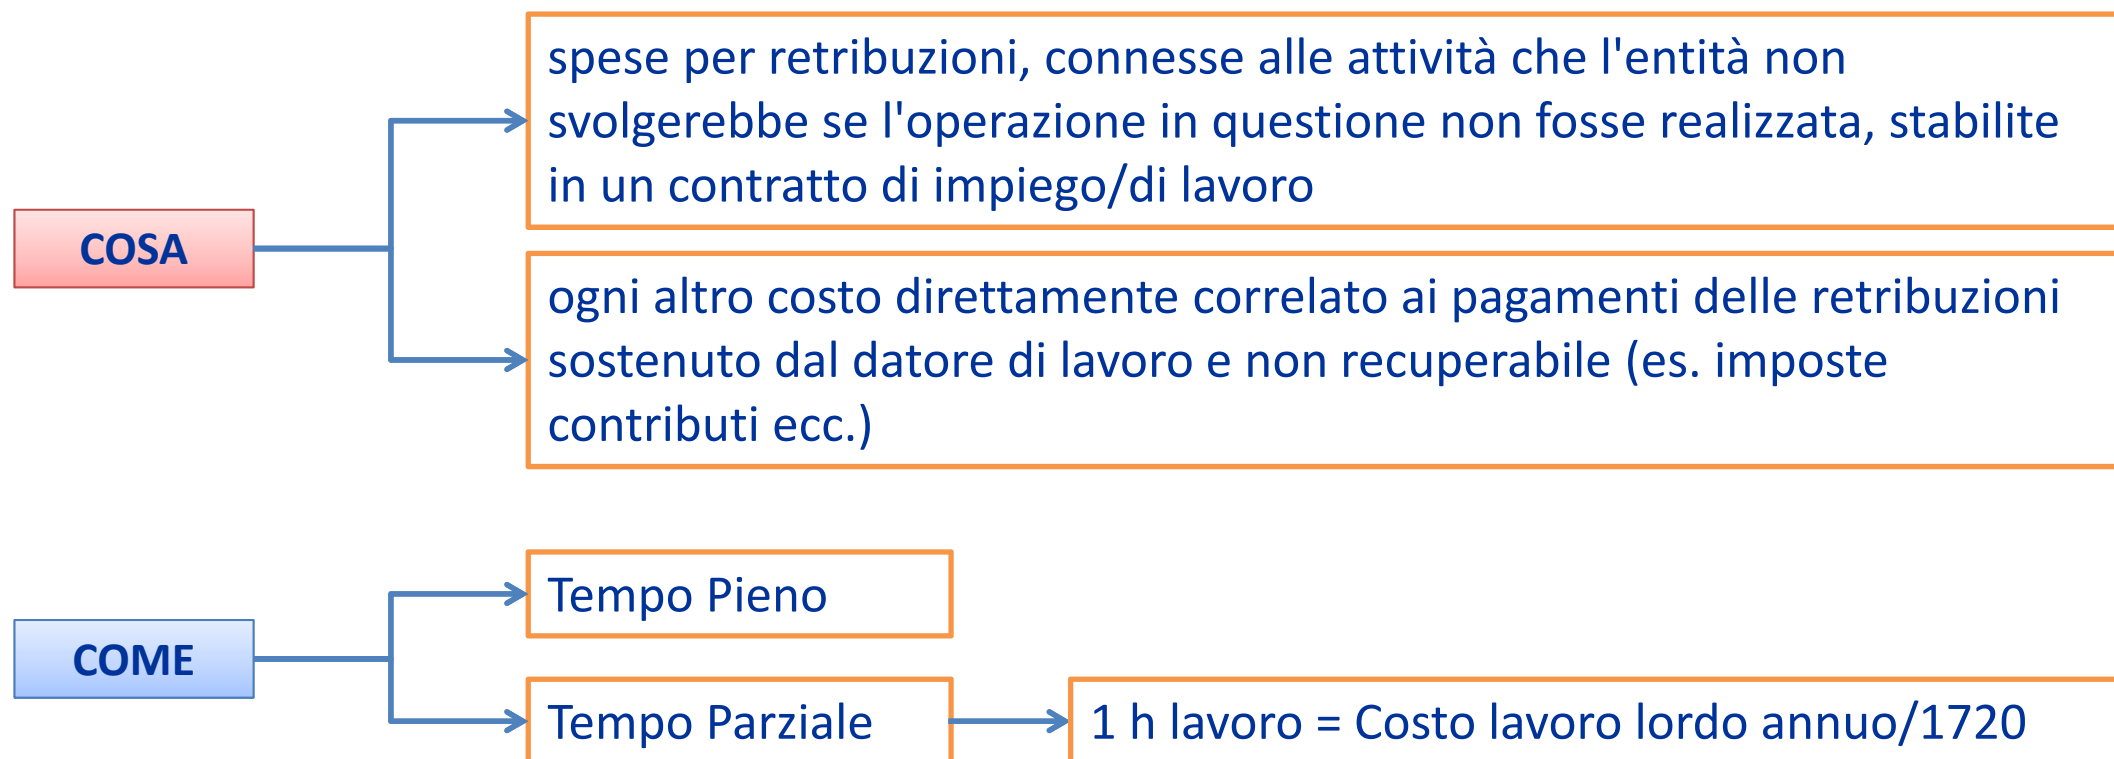 COSA
spese per retribuzioni, connesse alle attività che l'entità non
svolgerebbe se l'operazione in questione non fosse realizzata, stabilite
in un contratto di impiego/di lavoro
ogni altro costo direttamente correlato ai pagamenti delle retribuzioni
sostenuto dal datore di lavoro e non recuperabile (es. imposte
contributi ecc.)
COME
Tempo Pieno
Tempo Parziale
1 h lavoro = Costo lavoro lordo annuo/1720